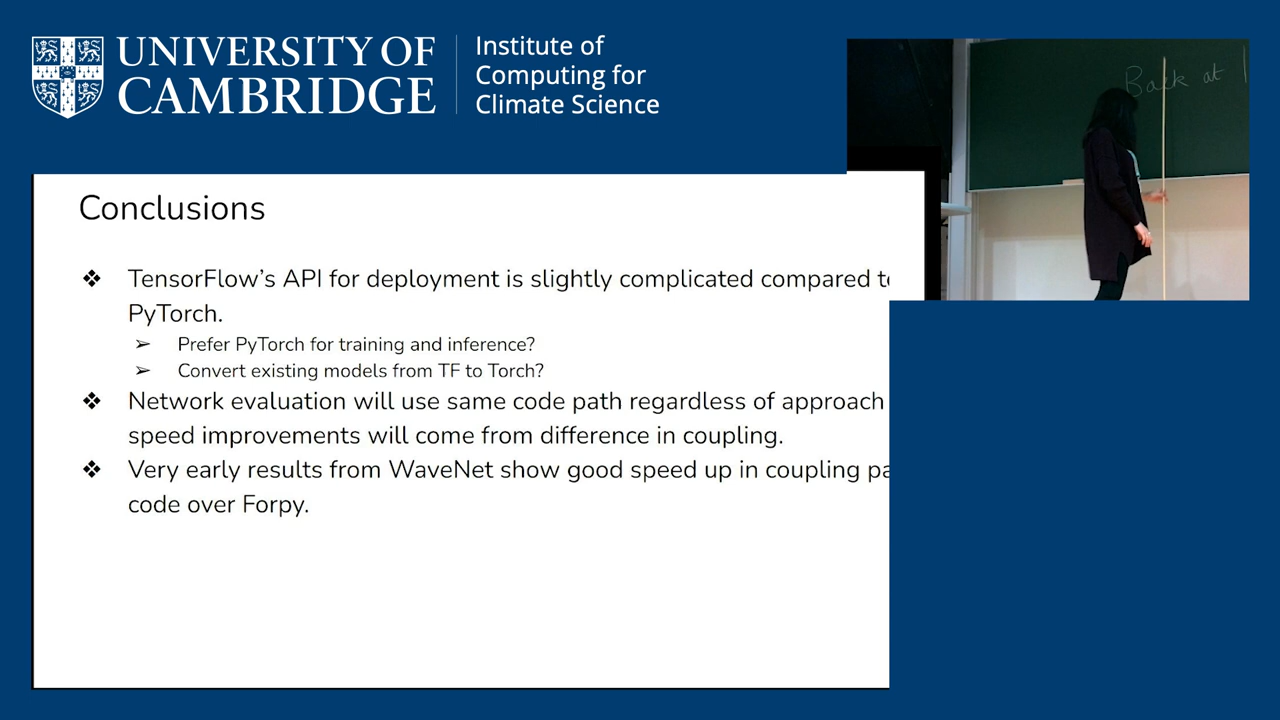 UNIVERSITY OF
CAMBRIDGE
Institute of
Computing for
Climate Science
Back at
Conclusions
❖ TensorFlow's API for deployment is slightly complicated compared
PyTorch.
➢ Prefer PyTorch for training and inference?
➢ Convert existing models from TF to Torch?
❖ Network evaluation will use same code path regardless of approach
speed improvements will come from difference in coupling.
❖ Very early results from WaveNet show good speed up in coupling
code over Forpy.